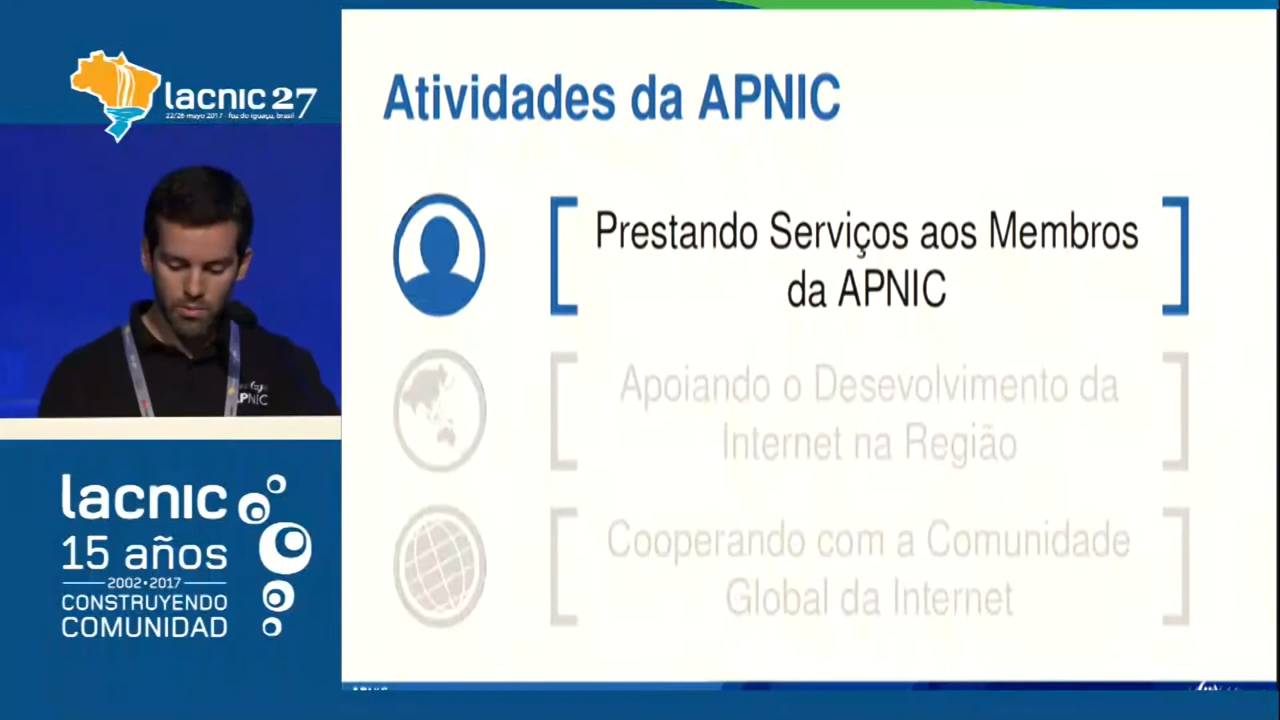 lacnic 27
22/26 mayo 2017 - foz do iguaçu, brasil
Atividades da APNIC
Prestando Serviços aos Membros
da APNIC
Apoiando o Desevolvimento da
Internet na Região
Cooperando com a Comunidade
Global da Internet
APNIC
lacnic
15 años
2002•2017
CONSTRUYENDO
COMUNIDAD